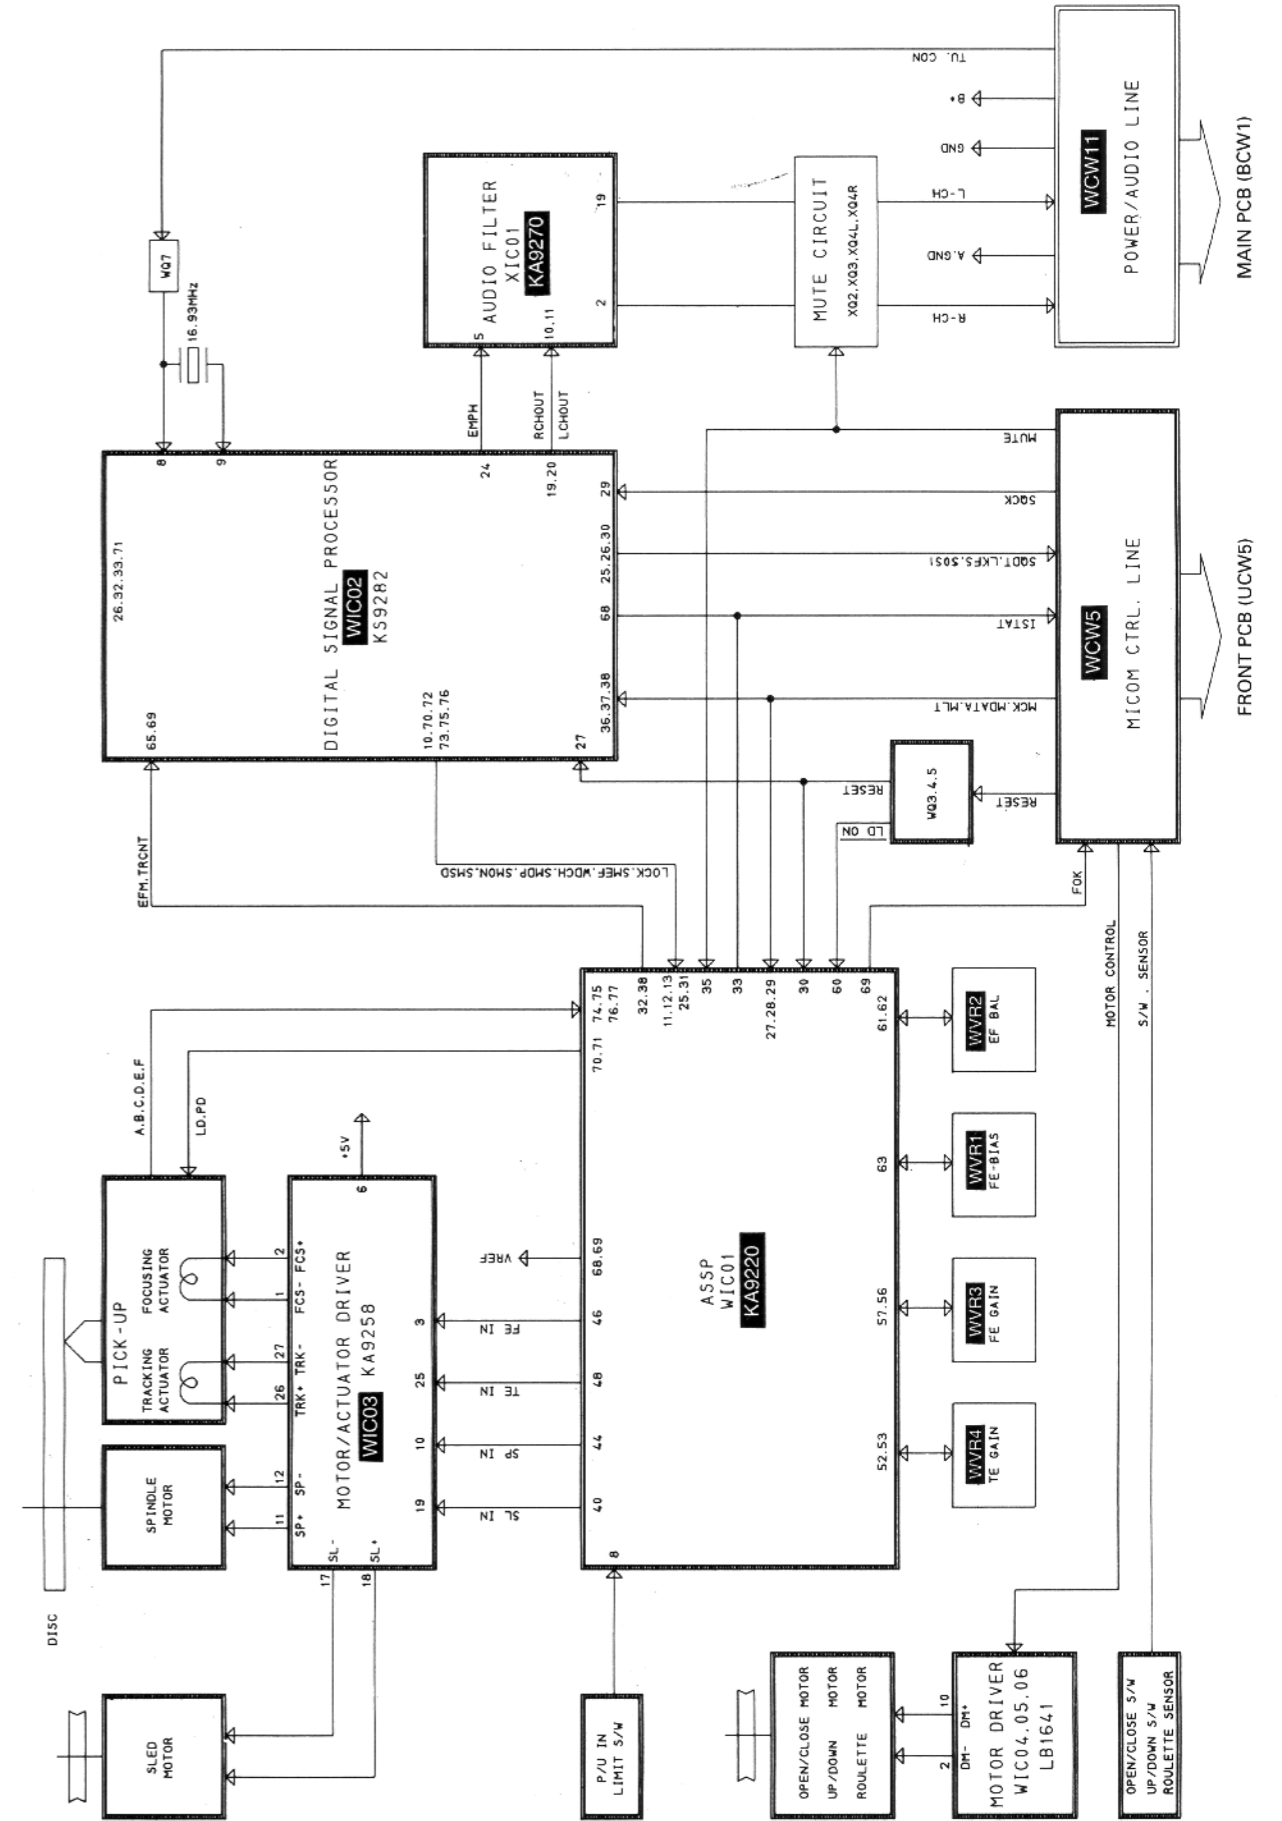 DISC
SLED
MOTOR
SPINDLE
MOTOR
PICK-UP
TRACKING
ACTUATOR
FOCUSING
ACTUATOR
A.B.C.D.E.F
LD.PD
EFM.TRCNT
65.69
26.32.33.71
8
9
WQ7
16.93MHz
TU. CON
17
SL-
18
SL+
11
SP+
12
SP-
26
TRK+
27
TRK-
1
FCS-
2
FCS+
MOTOR/ACTUATOR DRIVER
WIC03 KA9258
6
+5V
19
10
25
3
SL IN
SP IN
TE IN
FE IN
VREF
40
44
48
46
68.69
70.71
74.75
76.77
32.38
11.12.13
25.31
35
33
27.28.29
30
60
69
61.62
63
57.56
52.53
8
ASSP
WIC01
KA9220
P/U IN
LIMIT S/W
DIGITAL SIGNAL PROCESSOR
WIC02
KS9282
10.70.72
73.75.76
27
36.37.38
68
25.26.30
29
19.20
24
LOCK.SMEF.WDCH.SMDP.SMON.SMSD
EMPH
RCHOUT
LCHOUT
5
10.11
AUDIO FILTER
XIC01
KA9270
2
19
MUTE CIRCUIT
XQ2.XQ3.XQ4L.XQ4R
R-CH
A.GND
L-CH
GND
B+
WCW11
POWER/AUDIO LINE
MAIN PCB (BCW1)
MUTE
SQCK
SQDT.LKFS.S0S1
ISTAT
MCK.MDATA.MLT
RESET
LD ON
WQ3.4.5
RESET
FOK
WCW5
MICOM CTRL. LINE
FRONT PCB (UCW5)
MOTOR CONTROL
S/W . SENSOR
WVR4
TE GAIN
WVR3
FE GAIN
WVR1
FE-BIAS
WVR2
EF BAL
OPEN/CLOSE MOTOR
UP/DOWN MOTOR
ROULETTE MOTOR
2
DM-
10
DM+
MOTOR DRIVER
WIC04.05.06
LB1641
OPEN/CLOSE S/W
UP/DOWN S/W
ROULETTE SENSOR